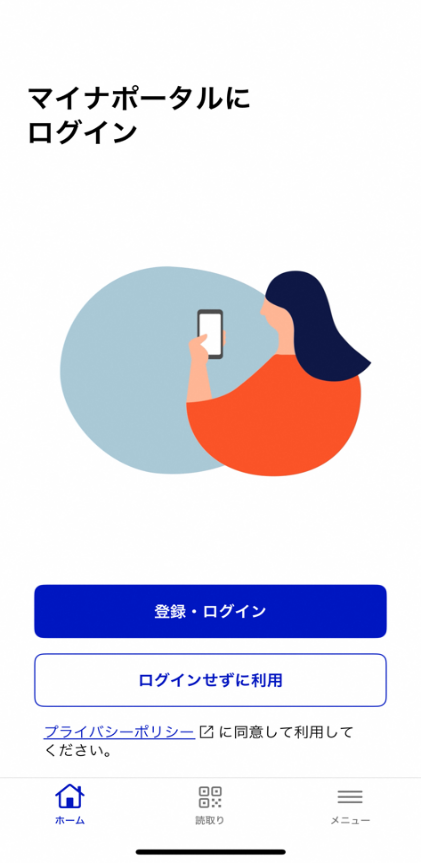 マイナポータルに
ログイン
登録・ログイン
ログインせずに利用
プライバシーポリシー に同意して利用して
ください。
ホーム
読取り
メニュー